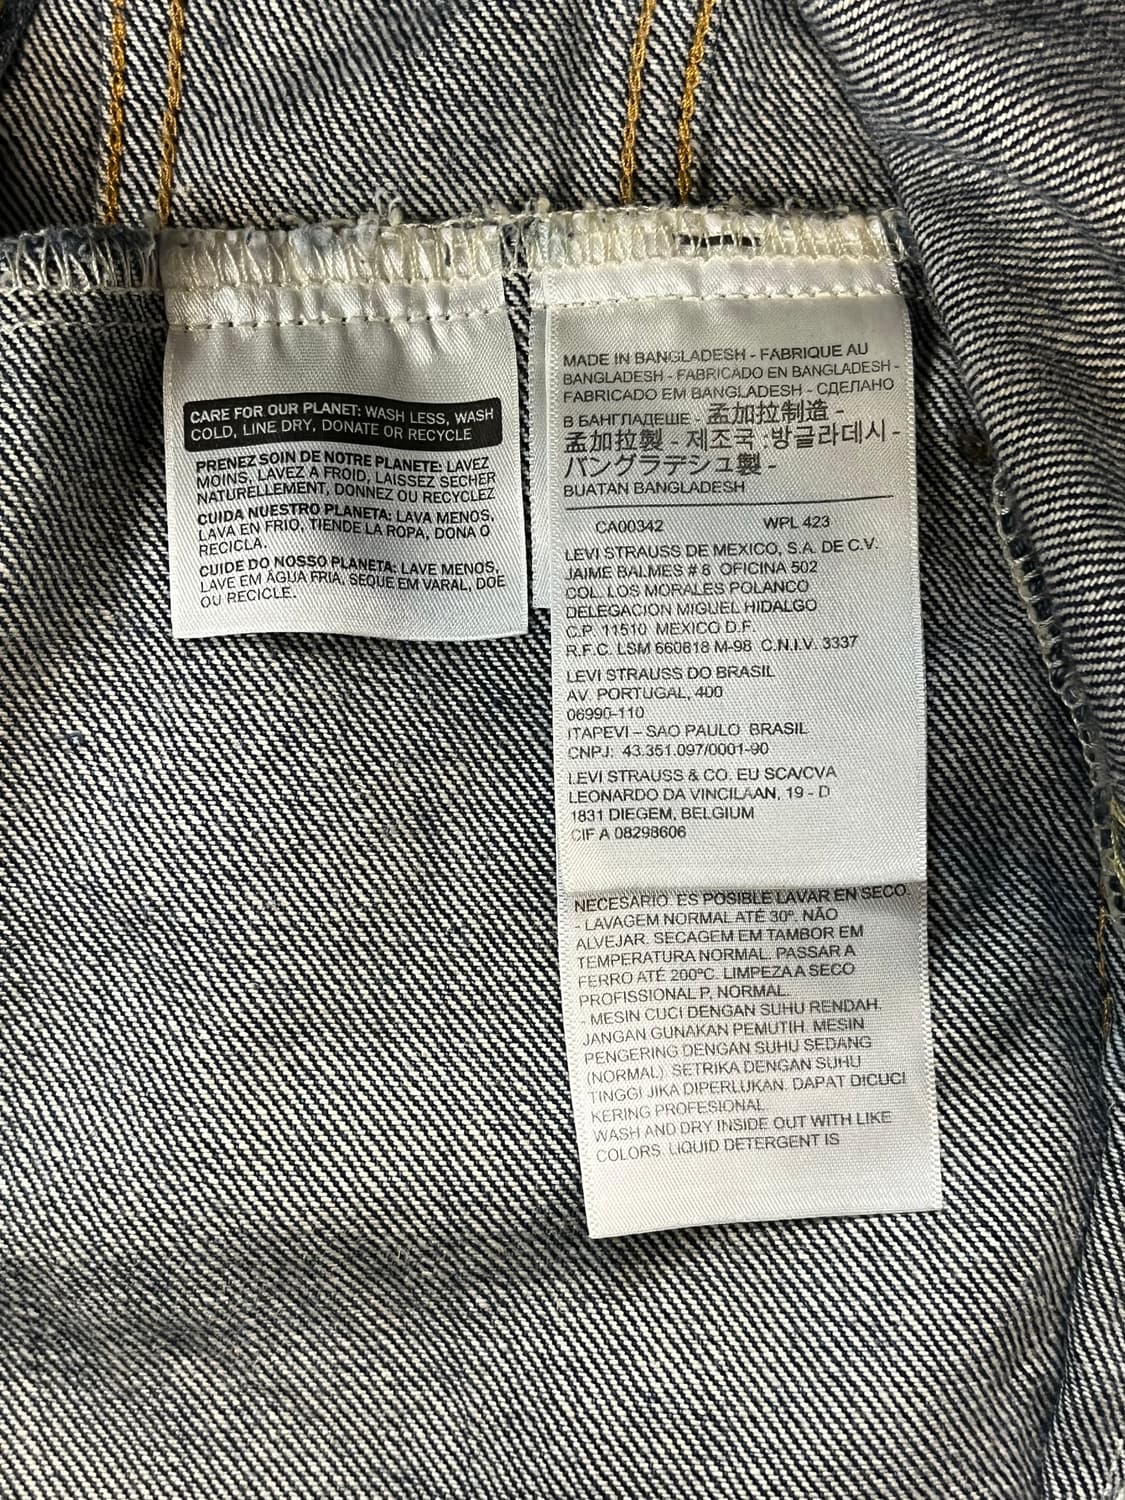 CARE FOR OUR PLANET: WASH LESS, WASH
COLD, LINE DRY, DONATE OR RECYCLE
PRENEZ SOIN DE NOTRE PLANETE: LAVEZ
MOINS, LAVEZ A FROID, LAISSEZ SECHER
NATURELLEMENT, DONNEZ OU RECYCLEZ
CUIDA NUESTRO PLANETA: LAVA MENOS,
LAVA EN FRIO, TIENDE LA ROPA, DONA O
RECICLA.
CUIDE DO NOSSO PLANETA: LAVE MENOS,
LAVE EM ÁGUA FRIA, SEQUE EM VARAL, DOE
OU RECICLE.
MADE IN BANGLADESH - FABRIQUE AU
BANGLADESH - FABRICADO EN BANGLADESH -
FABRICADO EM BANGLADESH - СДЕЛАНО
В БАНГЛАДЕШЕ - 孟加拉制造 -
孟加拉製 - 제조국 :방글라데시 -
バングラデシュ製 -
BUATAN BANGLADESH
CA00342 WPL 423
LEVI STRAUSS DE MEXICO, S.A. DE C.V.
JAIME BALMES # 8 OFICINA 502
COL. LOS MORALES POLANCO
DELEGACION MIGUEL HIDALGO
C.P. 11510 MEXICO D.F.
R.F.C. LSM 660818 M-98 C.N.I.V. 3337
LEVI STRAUSS DO BRASIL
AV. PORTUGAL, 400
06990-110
ITAPEVI – SAO PAULO BRASIL
CNPJ: 43.351.097/0001-90
LEVI STRAUSS & CO. EU SCA/CVA
LEONARDO DA VINCILAAN, 19 - D
1831 DIEGEM, BELGIUM
CIF A 08298606
NECESARIO. ES POSIBLE LAVAR EN SECO.
- LAVAGEM NORMAL ATÉ 30º. NÃO
ALVEJAR. SECAGEM EM TAMBOR EM
TEMPERATURA NORMAL. PASSAR A
FERRO ATÉ 200ºC. LIMPEZA A SECO
PROFISSIONAL P, NORMAL.
- MESIN CUCI DENGAN SUHU RENDAH.
JANGAN GUNAKAN PEMUTIH. MESIN
PENGERING DENGAN SUHU SEDANG
(NORMAL). SETRIKA DENGAN SUHU
TINGGI JIKA DIPERLUKAN. DAPAT DICUCI
KERING PROFESIONAL
WASH AND DRY INSIDE OUT WITH LIKE
COLORS. LIQUID DETERGENT IS